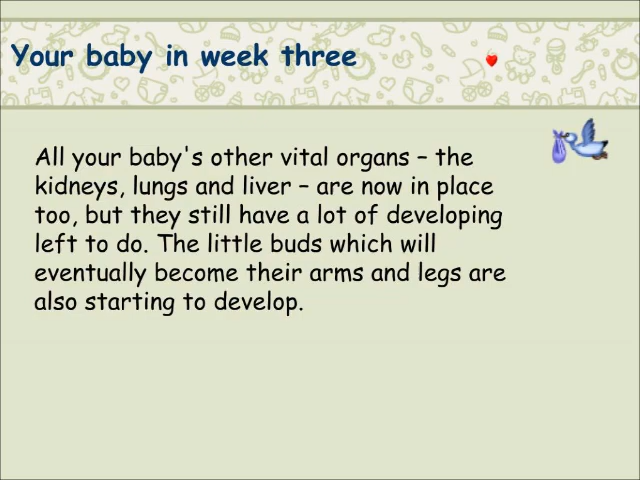 Your baby in week three
All your baby's other vital organs – the
kidneys, lungs and liver – are now in place
too, but they still have a lot of developing
left to do. The little buds which will
eventually become their arms and legs are
also starting to develop.